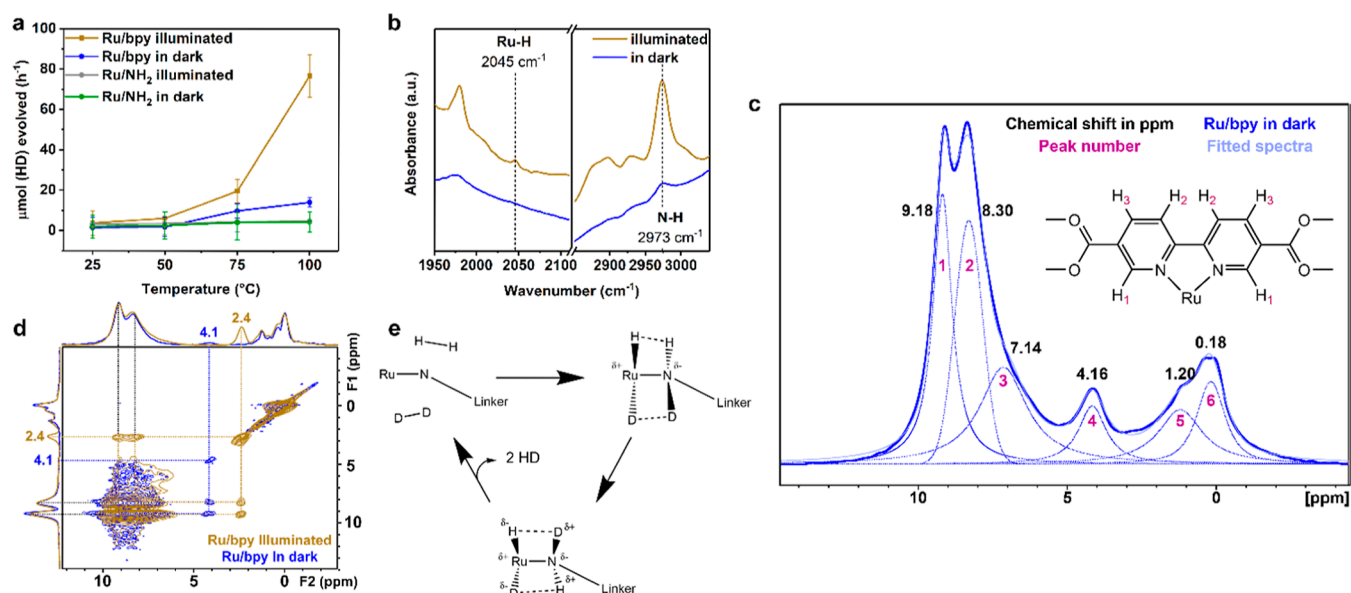 a
Ru/bpy illuminated
Ru/bpy in dark
Ru/NH2 illuminated
Ru/NH2 in dark
μmol (HD) evolved (h-1)
100
80
60
40
20
0
25
50
75
100
Temperature (°C)
b
Ru-H
2045 cm-1
illuminated
in dark
N-H
2973 cm-1
Absorbance (a.u.)
1950 2000 2050 2100 2900 3000
Wavenumber (cm-1)
c
Chemical shift in ppm
Peak number
Ru/bpy in dark
Fitted spectra
9.18
8.30
7.14
4.16
1.20
0.18
1
2
3
4
5
6
H3
H2
H2
H3
O
O
O
O
N
N
H1
Ru
H1
10
5
0
[ppm]
d
4.1
2.4
F1 (ppm)
0
5
10
2.4
4.1
Ru/bpy Illuminated
Ru/bpy In dark
10
5
0
F2 (ppm)
e
H
H
Ru
N
Linker
D
D
H
H
δ+
δ-
Ru
N
Linker
D
D
2 HD
δ-
H
D
δ+
δ+
Ru
N
δ-
δ-
D
H
δ+
Linker